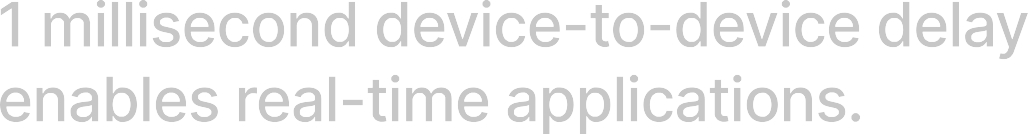 1 millisecond device-to-device delay
enables real-time applications.